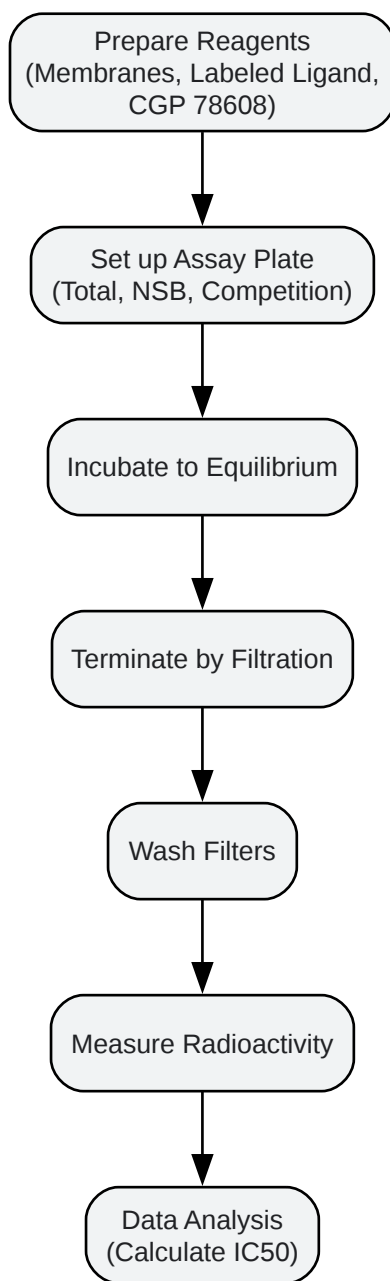 Prepare Reagents
(Membranes, Labeled Ligand,
CGP 78608)
Set up Assay Plate
(Total, NSB, Competition)
Incubate to Equilibrium
Terminate by Filtration
Wash Filters
Measure Radioactivity
Data Analysis
(Calculate IC50)